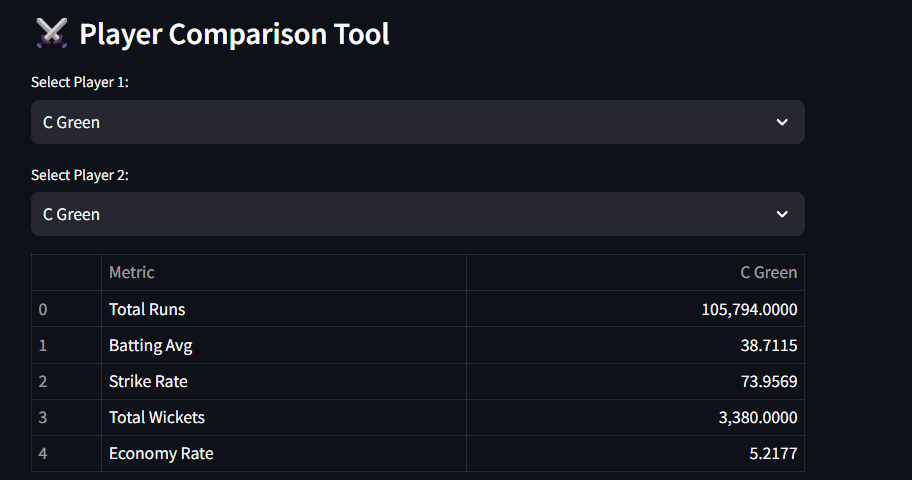 Player Comparison Tool
Select Player 1:
C Green
Select Player 2:
C Green
Metric C Green
0 Total Runs 105,794.0000
1 Batting Avg 38.7115
2 Strike Rate 73.9569
3 Total Wickets 3,380.0000
4 Economy Rate 5.2177